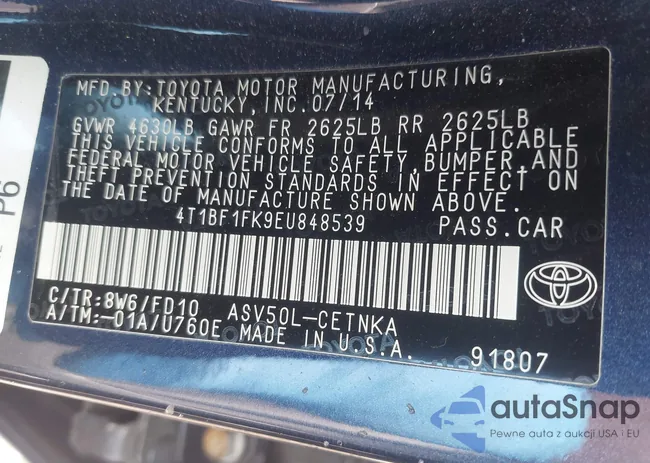 MFD.BY:TOYOTA MOTOR MANUFACTURING,
KENTUCKY, INC.07/14
GVWR 4630LB GAWR FR 2625LB RR 2625LB
THIS VEHICLE CONFORMS TO ALL APPLICABLE
FEDERAL MOTOR VEHICLE SAFETY, BUMPER, AND
THEFT PREVENTION STANDARDS IN EFFECT ON
THE DATE OF MANUFACTURE SHOWN ABOVE.
4T1BF1FK9EU848539 PASS.CAR
C/TR:8W6/FD10 ASV50L-CETNKA
A/TM:-01A/U760E MADE IN U.S.A. 91807
P6
autoSnap
Pewne auta z aukcji USA i EU